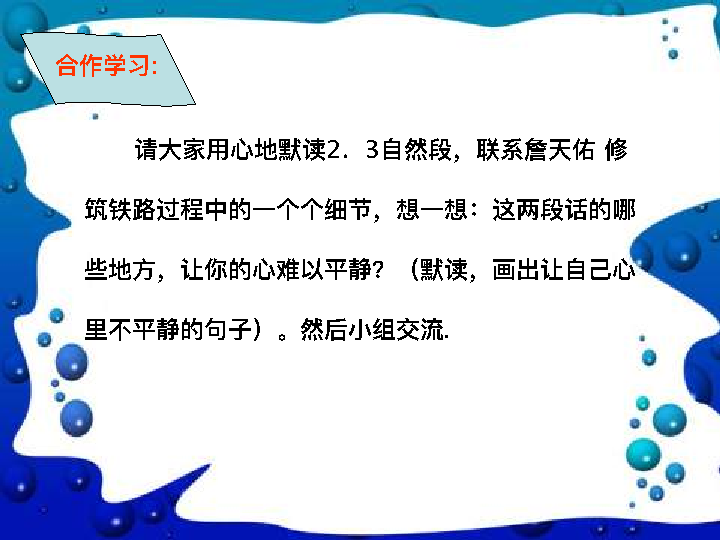 合作学习:
请大家用心地默读2．3自然段，联系詹天佑 修
筑铁路过程中的一个个细节，想一想：这两段话的哪
些地方，让你的心难以平静？（默读，画出让自己心
里不平静的句子）。然后小组交流.